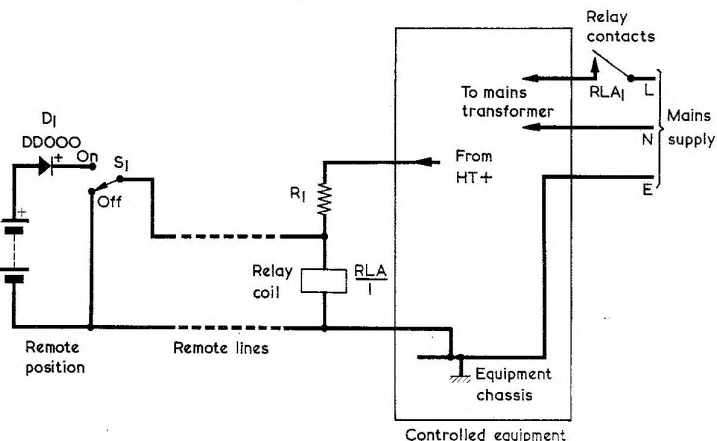 Relay
contacts
RLA1
L
Mains
supply
N
E
To mains
transformer
From
HT+
D1
DD000
+
On
S1
Off
+
R1
Relay
coil
RLA
1
Remote
position
Remote lines
Equipment
chassis
Controlled equipment